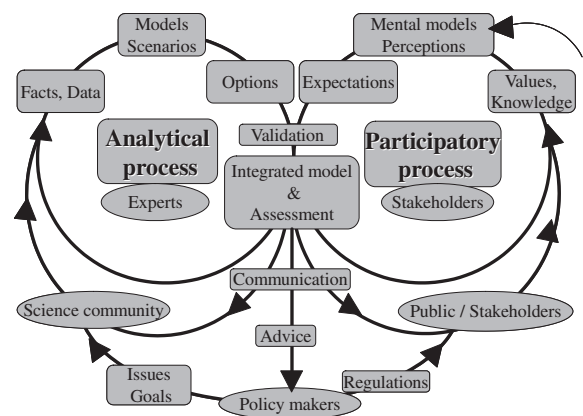 Models
Scenarios
Mental models
Perceptions
Facts, Data
Options
Expectations
Values,
Knowledge
Analytical
process
Validation
Participatory
process
Experts
Integrated model
&
Assessment
Stakeholders
Communication
Science community
Public / Stakeholders
Advice
Issues
Goals
Regulations
Policy makers